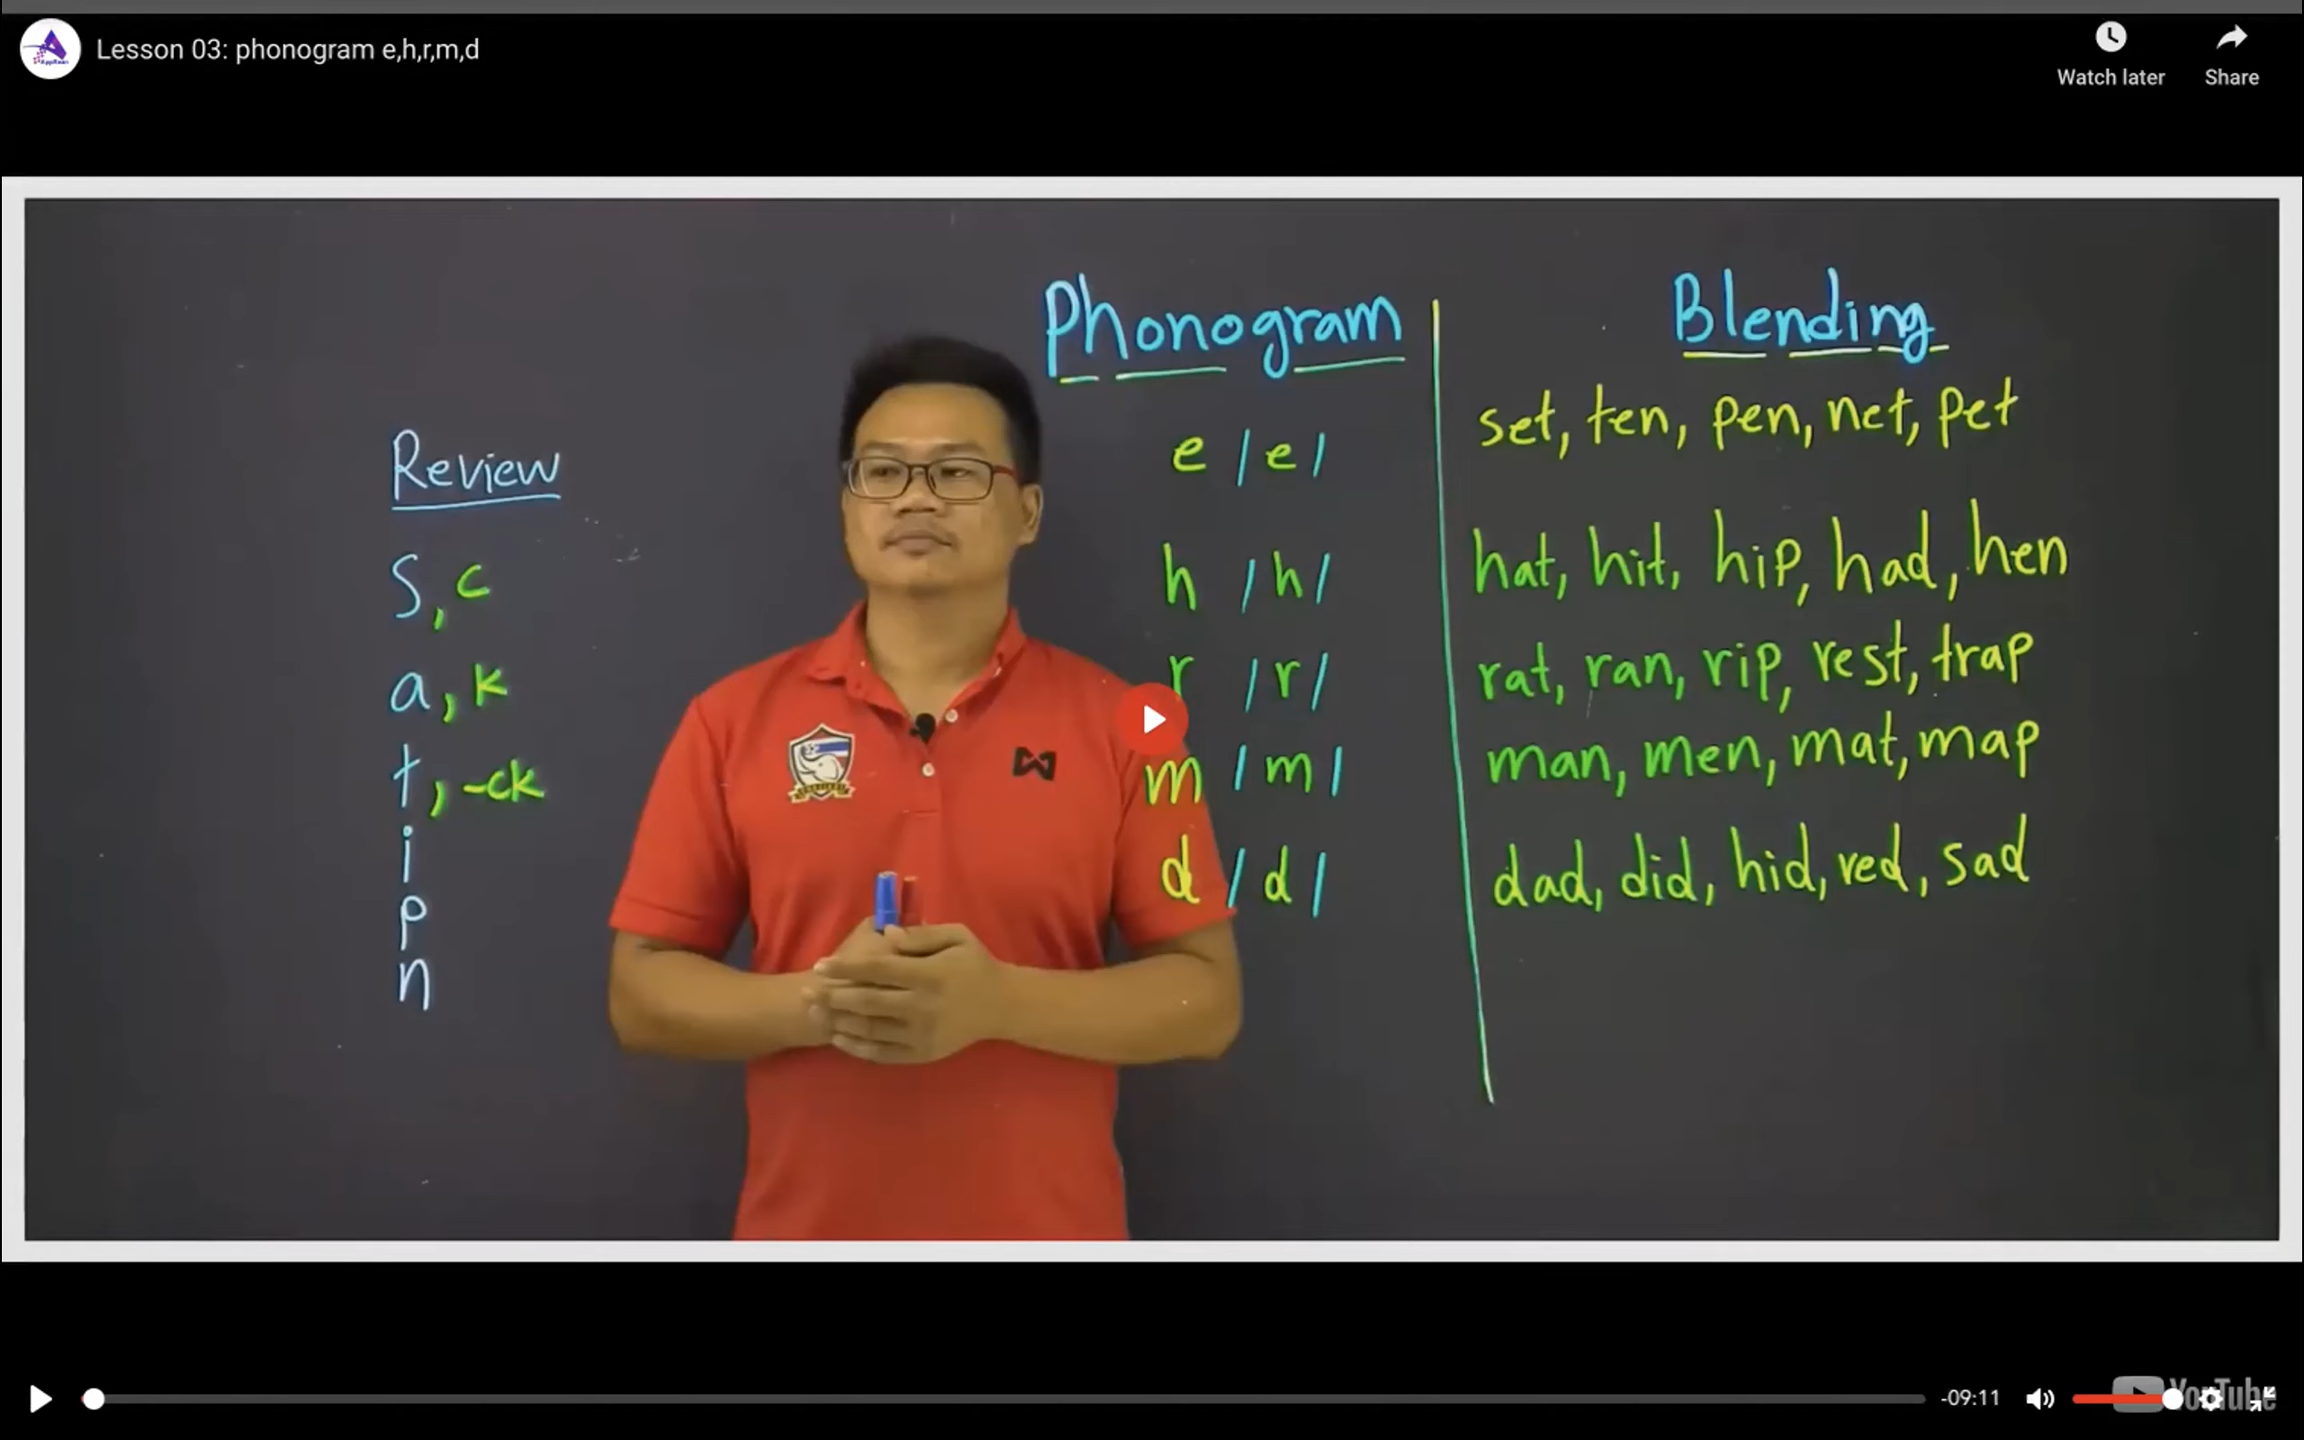 Lesson 03: phonogram e,h,r,m,d
Watch later
Share
Review
s, c
a, k
t, -ck
i
p
n
Phonogram
e /e/
h /h/
r /r/
m /m/
d /d/
Blending
set, ten, pen, net, pet
hat, hit, hip, had, hen
rat, ran, rip, rest, trap
man, men, mat, map
dad, did, hid, red, sad
-09:11
YouTube